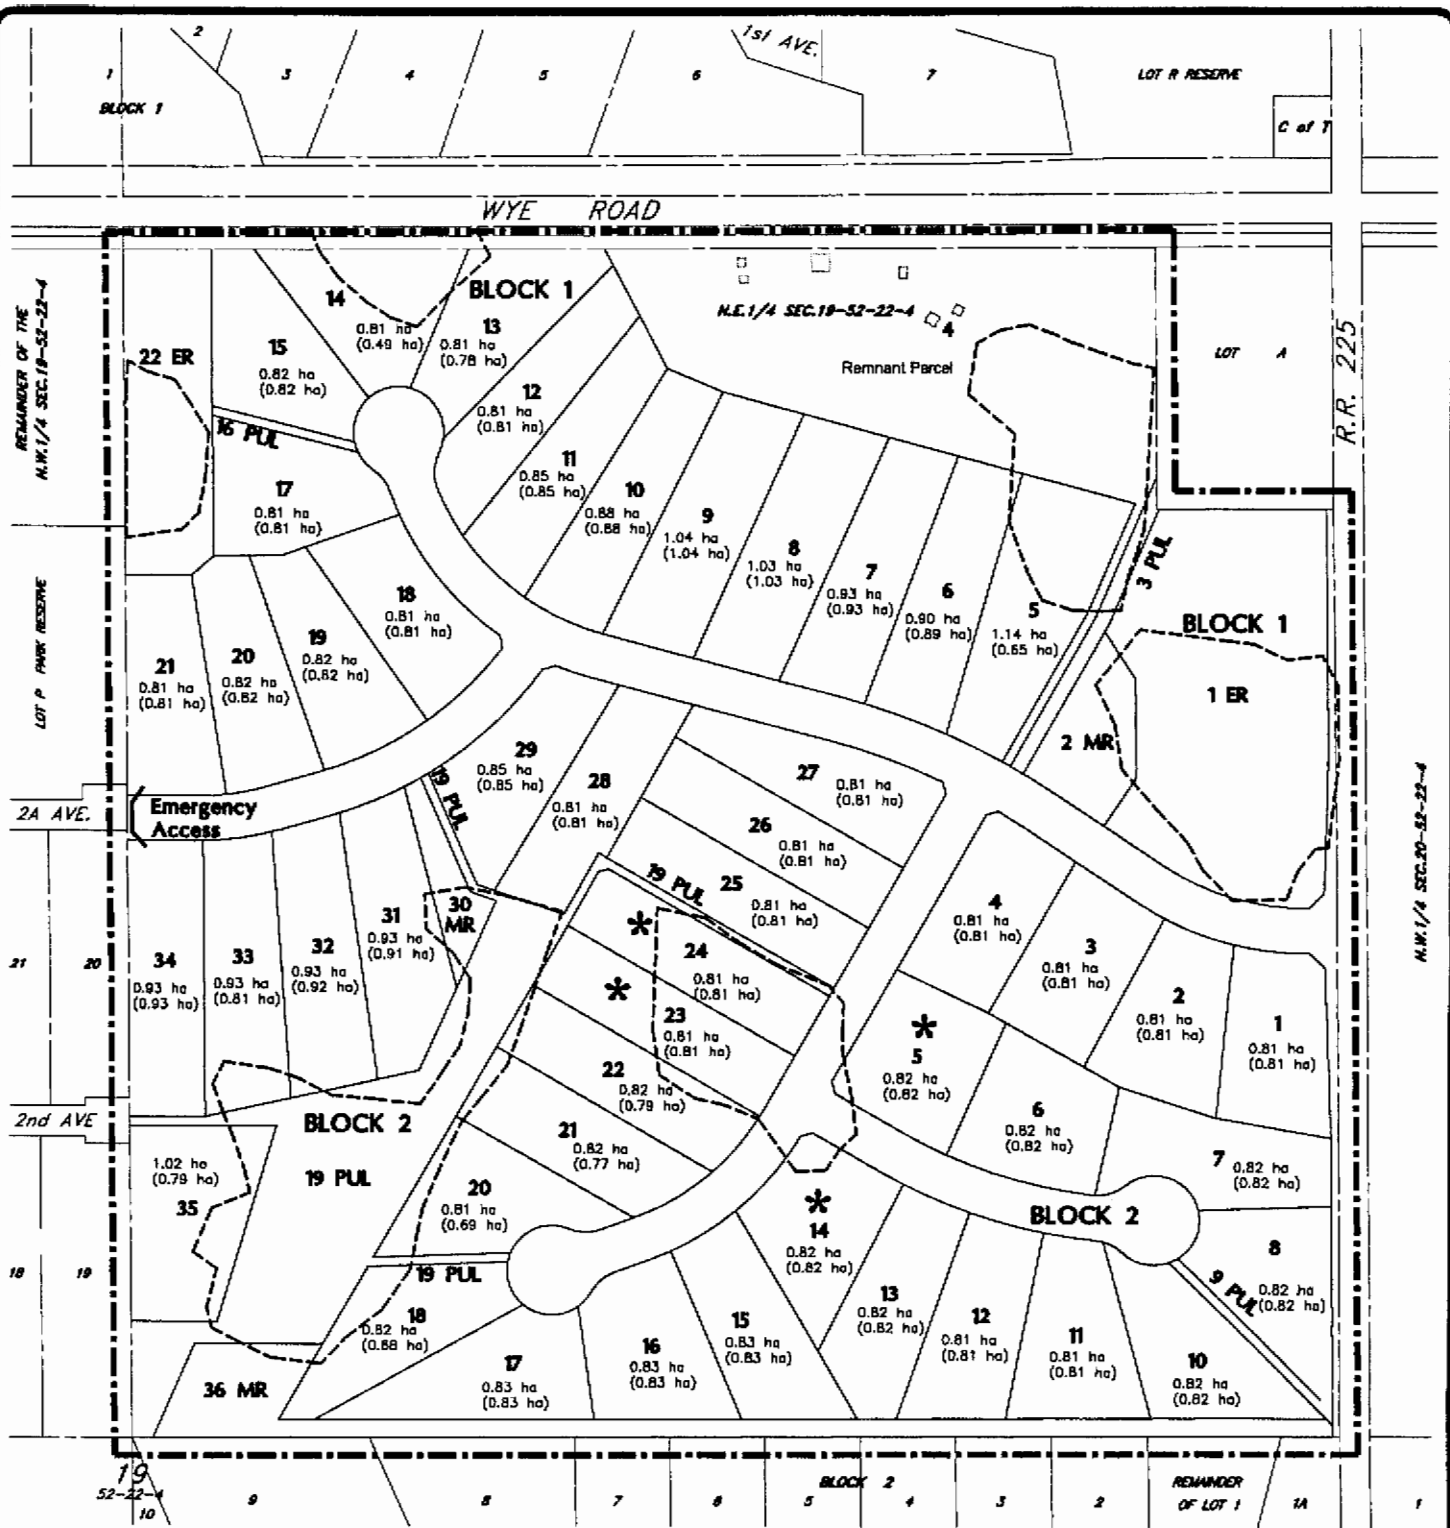 2
1st AVE.
1
3
4
5
6
7
LOT R RESERVE
BLOCK 1
C of T
WYE ROAD
REMAINDER OF THE
N.W.1/4 SEC.19-52-22-4
BLOCK 1
N.E.1/4 SEC.19-52-22-4
4
Remnant Parcel
LOT A
R.R. 225
14
0.81 ha
(0.49 ha)
13
0.81 ha
(0.78 ha)
15
0.82 ha
(0.82 ha)
22 ER
12
0.81 ha
(0.81 ha)
16 PUL
11
0.85 ha
(0.85 ha)
10
0.88 ha
(0.88 ha)
17
0.81 ha
(0.81 ha)
9
1.04 ha
(1.04 ha)
8
1.03 ha
(1.03 ha)
7
0.93 ha
(0.93 ha)
6
0.90 ha
(0.89 ha)
5
1.14 ha
(0.65 ha)
3 PUL
BLOCK 1
1 ER
2 MR
LOT P PARK RESERVE
18
0.81 ha
(0.81 ha)
19
0.82 ha
(0.82 ha)
20
0.82 ha
(0.82 ha)
21
0.81 ha
(0.81 ha)
2A AVE.
Emergency
Access
29
0.85 ha
(0.85 ha)
19 PUL
28
0.81 ha
(0.81 ha)
27
0.81 ha
(0.81 ha)
26
0.81 ha
(0.81 ha)
25
0.81 ha
(0.81 ha)
19 PUL
N.W.1/4 SEC.20-52-22-4
4
0.81 ha
(0.81 ha)
3
0.81 ha
(0.81 ha)
2
0.81 ha
(0.81 ha)
1
0.81 ha
(0.81 ha)
30
MR
31
0.93 ha
(0.91 ha)
32
0.93 ha
(0.92 ha)
33
0.93 ha
(0.81 ha)
34
0.93 ha
(0.93 ha)
21
20
*
24
0.81 ha
(0.81 ha)
*
23
0.81 ha
(0.81 ha)
22
0.82 ha
(0.79 ha)
*
5
0.82 ha
(0.82 ha)
6
0.82 ha
(0.82 ha)
2nd AVE
BLOCK 2
21
0.82 ha
(0.77 ha)
7
0.82 ha
(0.82 ha)
1.02 ha
(0.79 ha)
35
19 PUL
20
0.81 ha
(0.69 ha)
*
14
0.82 ha
(0.82 ha)
BLOCK 2
8
0.82 ha
(0.82 ha)
9 PUL
18
19
19 PUL
18
0.82 ha
(0.68 ha)
13
0.82 ha
(0.82 ha)
12
0.81 ha
(0.81 ha)
11
0.81 ha
(0.81 ha)
10
0.82 ha
(0.82 ha)
15
0.83 ha
(0.83 ha)
16
0.83 ha
(0.83 ha)
17
0.83 ha
(0.83 ha)
36 MR
19
52-22-4
10
9
8
7
6
5
BLOCK 2
4
3
2
REMAINDER
OF LOT 1
1A
1